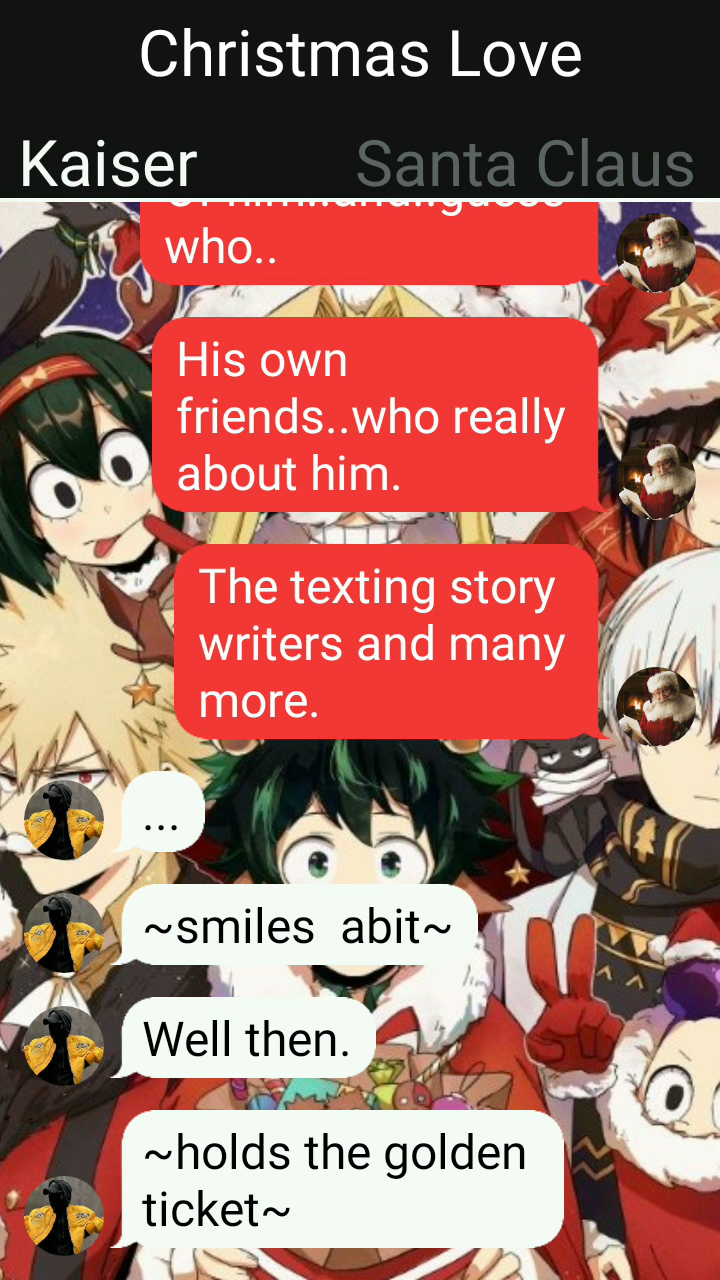 Christmas Love
Kaiser
Santa Claus
who..
His own
friends..who really
about him.
The texting story
writers and many
more.
...
~smiles  abit~
Well then.
~holds the golden
ticket~